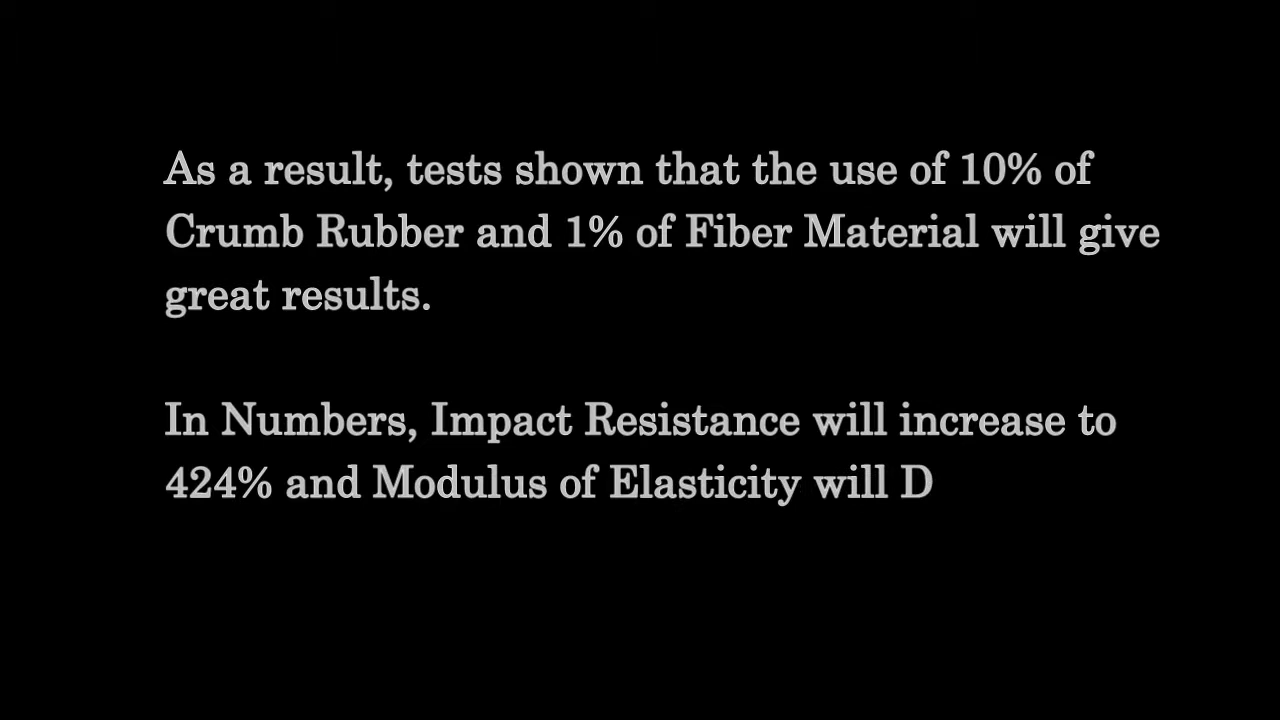 As a result, tests shown that the use of 10% of
Crumb Rubber and 1% of Fiber Material will give
great results.
In Numbers, Impact Resistance will increase to
424% and Modulus of Elasticity will D